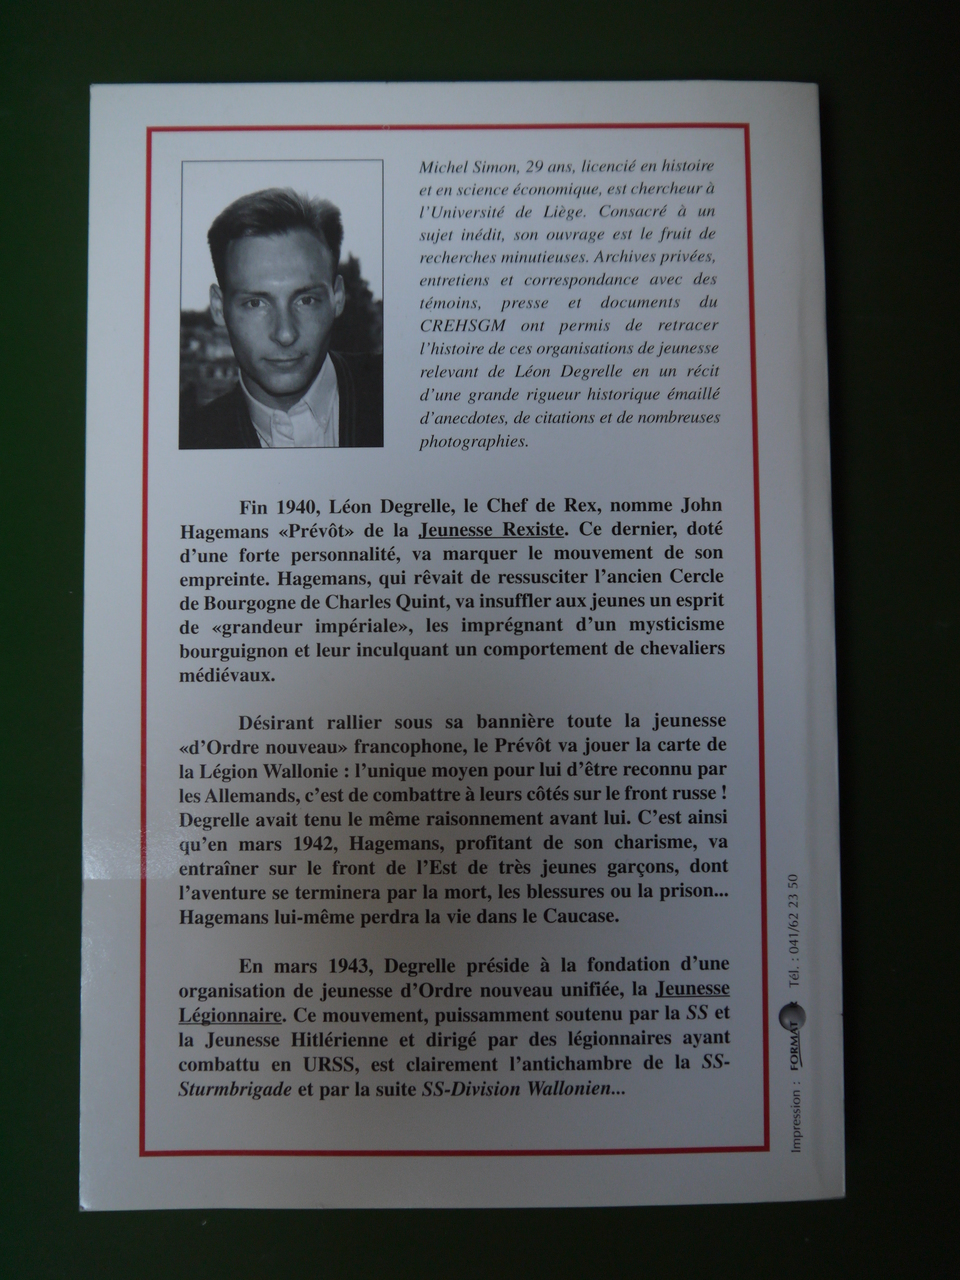 Michel Simon, 29 ans, licencié en histoire
et en science économique, est chercheur à
l'Université de Liège. Consacré à un
sujet inédit, son ouvrage est le fruit de
recherches minutieuses. Archives privées,
entretiens et correspondance avec des
témoins, presse et documents du
CREHSGM ont permis de retracer
l'histoire de ces organisations de jeunesse
relevant de Léon Degrelle en un récit
d'une grande rigueur historique émaillé
d'anecdotes, de citations et de nombreuses
photographies.
Fin 1940, Léon Degrelle, le Chef de Rex, nomme John
Hagemans «Prévôt» de la Jeunesse Rexiste. Ce dernier, doté
d'une forte personnalité, va marquer le mouvement de son
empreinte. Hagemans, qui rêvait de ressusciter l'ancien Cercle
de Bourgogne de Charles Quint, va insuffler aux jeunes un esprit
de «grandeur impériale», les imprégnant d'un mysticisme
bourguignon et leur inculquant un comportement de chevaliers
médiévaux.
Désirant rallier sous sa bannière toute la jeunesse
«d'Ordre nouveau» francophone, le Prévôt va jouer la carte de
la Légion Wallonie : l'unique moyen pour lui d'être reconnu par
les Allemands, c'est de combattre à leurs côtés sur le front russe !
Degrelle avait tenu le même raisonnement avant lui. C'est ainsi
qu'en mars 1942, Hagemans, profitant de son charisme, va
entraîner sur le front de l'Est de très jeunes garçons, dont
l'aventure se terminera par la mort, les blessures ou la prison...
Hagemans lui-même perdra la vie dans le Caucase.
En mars 1943, Degrelle préside à la fondation d'une
organisation de jeunesse d'Ordre nouveau unifiée, la Jeunesse
Légionnaire. Ce mouvement, puissamment soutenu par la SS et
la Jeunesse Hitlérienne et dirigé par des légionnaires ayant
combattu en URSS, est clairement l'antichambre de la SS-
Sturmbrigade et par la suite SS-Division Wallonien...
Impression : FORMAT Tél. : 041/62 23 50